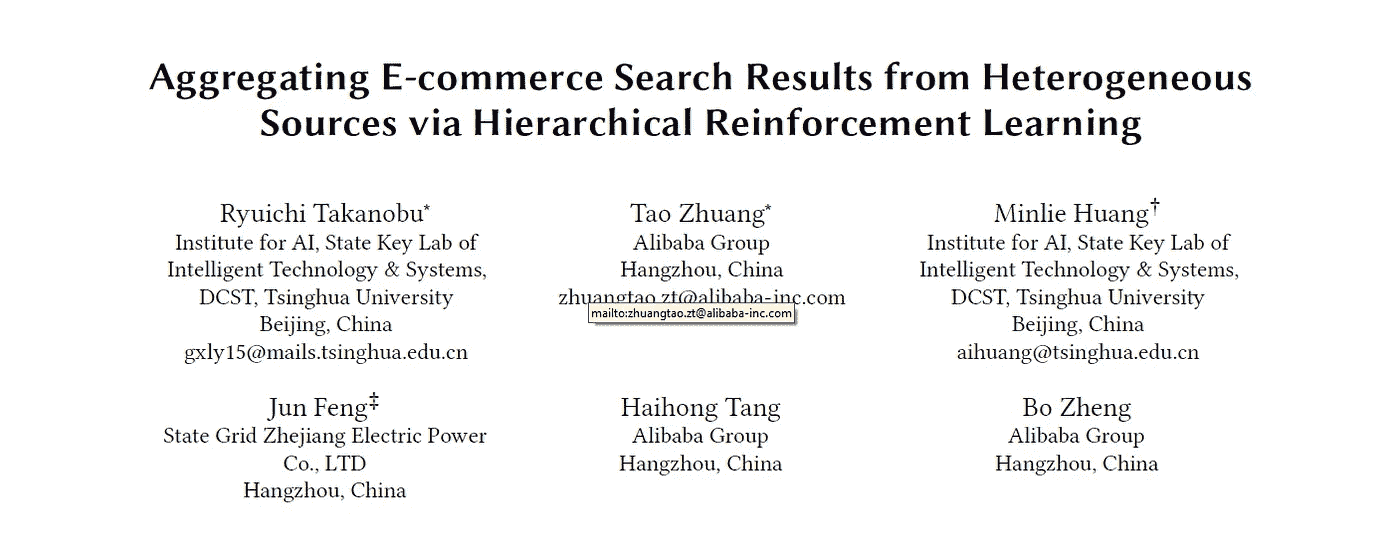 Aggregating E-commerce Search Results from Heterogeneous
Sources via Hierarchical Reinforcement Learning
Ryuichi Takanobu*
Institute for AI, State Key Lab of
Intelligent Technology & Systems,
DCST, Tsinghua University
Beijing, China
gxly15@mails.tsinghua.edu.cn
Tao Zhuang*
Alibaba Group
Hangzhou, China
zhuangtao.zt@alibaba-inc.com
mailto:zhuangtao.zt@alibaba-inc.com
Minlie Huang†
Institute for AI, State Key Lab of
Intelligent Technology & Systems,
DCST, Tsinghua University
Beijing, China
aihuang@tsinghua.edu.cn
Jun Feng‡
State Grid Zhejiang Electric Power
Co., LTD
Hangzhou, China
Haihong Tang
Alibaba Group
Hangzhou, China
Bo Zheng
Alibaba Group
Hangzhou, China